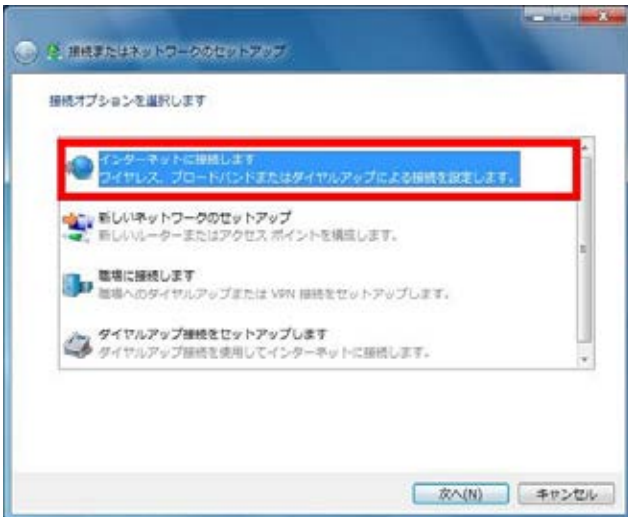 接続またはネットワークのセットアップ
接続オプションを選択します
インターネットに接続します
ワイヤレス、ブロードバンドまたはダイヤルアップによる接続を設定します。
新しいネットワークのセットアップ
新しいルーターまたはアクセス ポイントを構成します。
職場に接続します
職場へのダイヤルアップまたは VPN 接続をセットアップします。
ダイヤルアップ接続をセットアップします
ダイヤルアップ接続を使用してインターネットに接続します。
次へ(N)
キャンセル